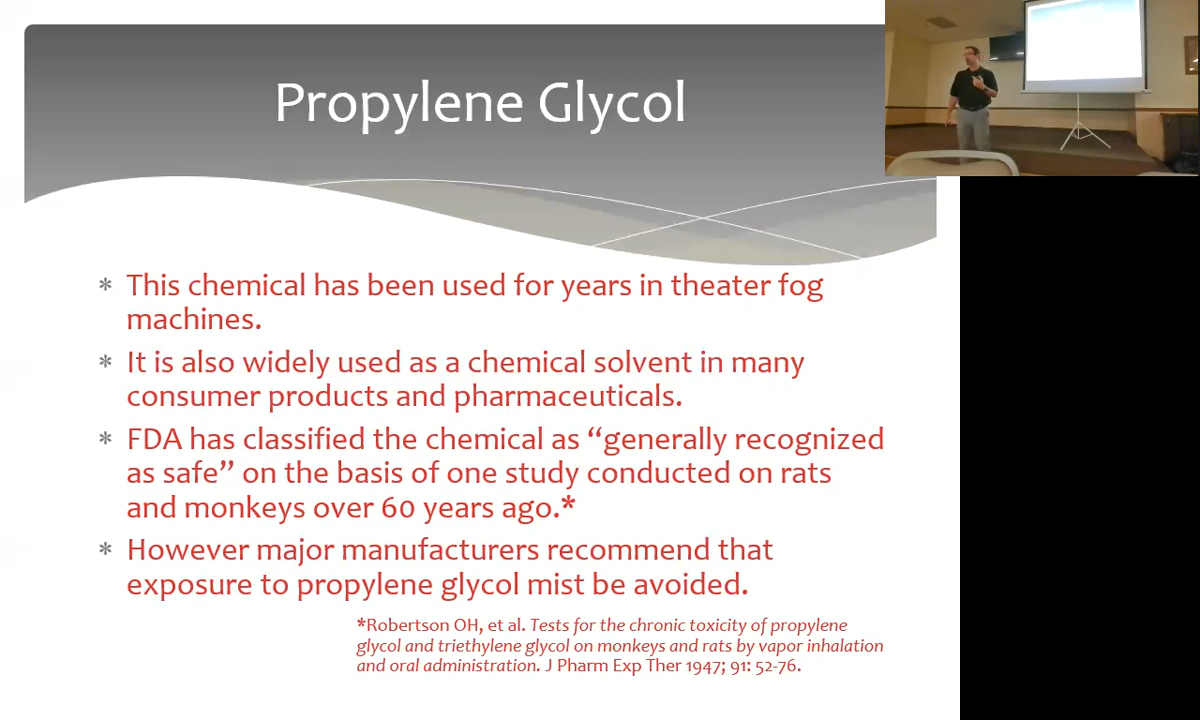 Propylene Glycol
* This chemical has been used for years in theater fog
machines.
* It is also widely used as a chemical solvent in many
consumer products and pharmaceuticals.
* FDA has classified the chemical as “generally recognized
as safe” on the basis of one study conducted on rats
and monkeys over 60 years ago.*
* However major manufacturers recommend that
exposure to propylene glycol mist be avoided.
*Robertson OH, et al. Tests for the chronic toxicity of propylene
glycol and triethylene glycol on monkeys and rats by vapor inhalation
and oral administration. J Pharm Exp Ther 1947; 91: 52-76.